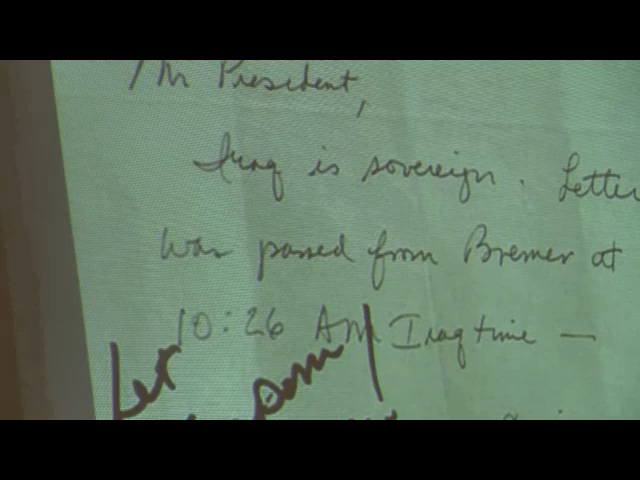 Mr President,
Iraq is sovereign. Letter
was passed from Bremer at
10:26 AM Iraq time —
Let